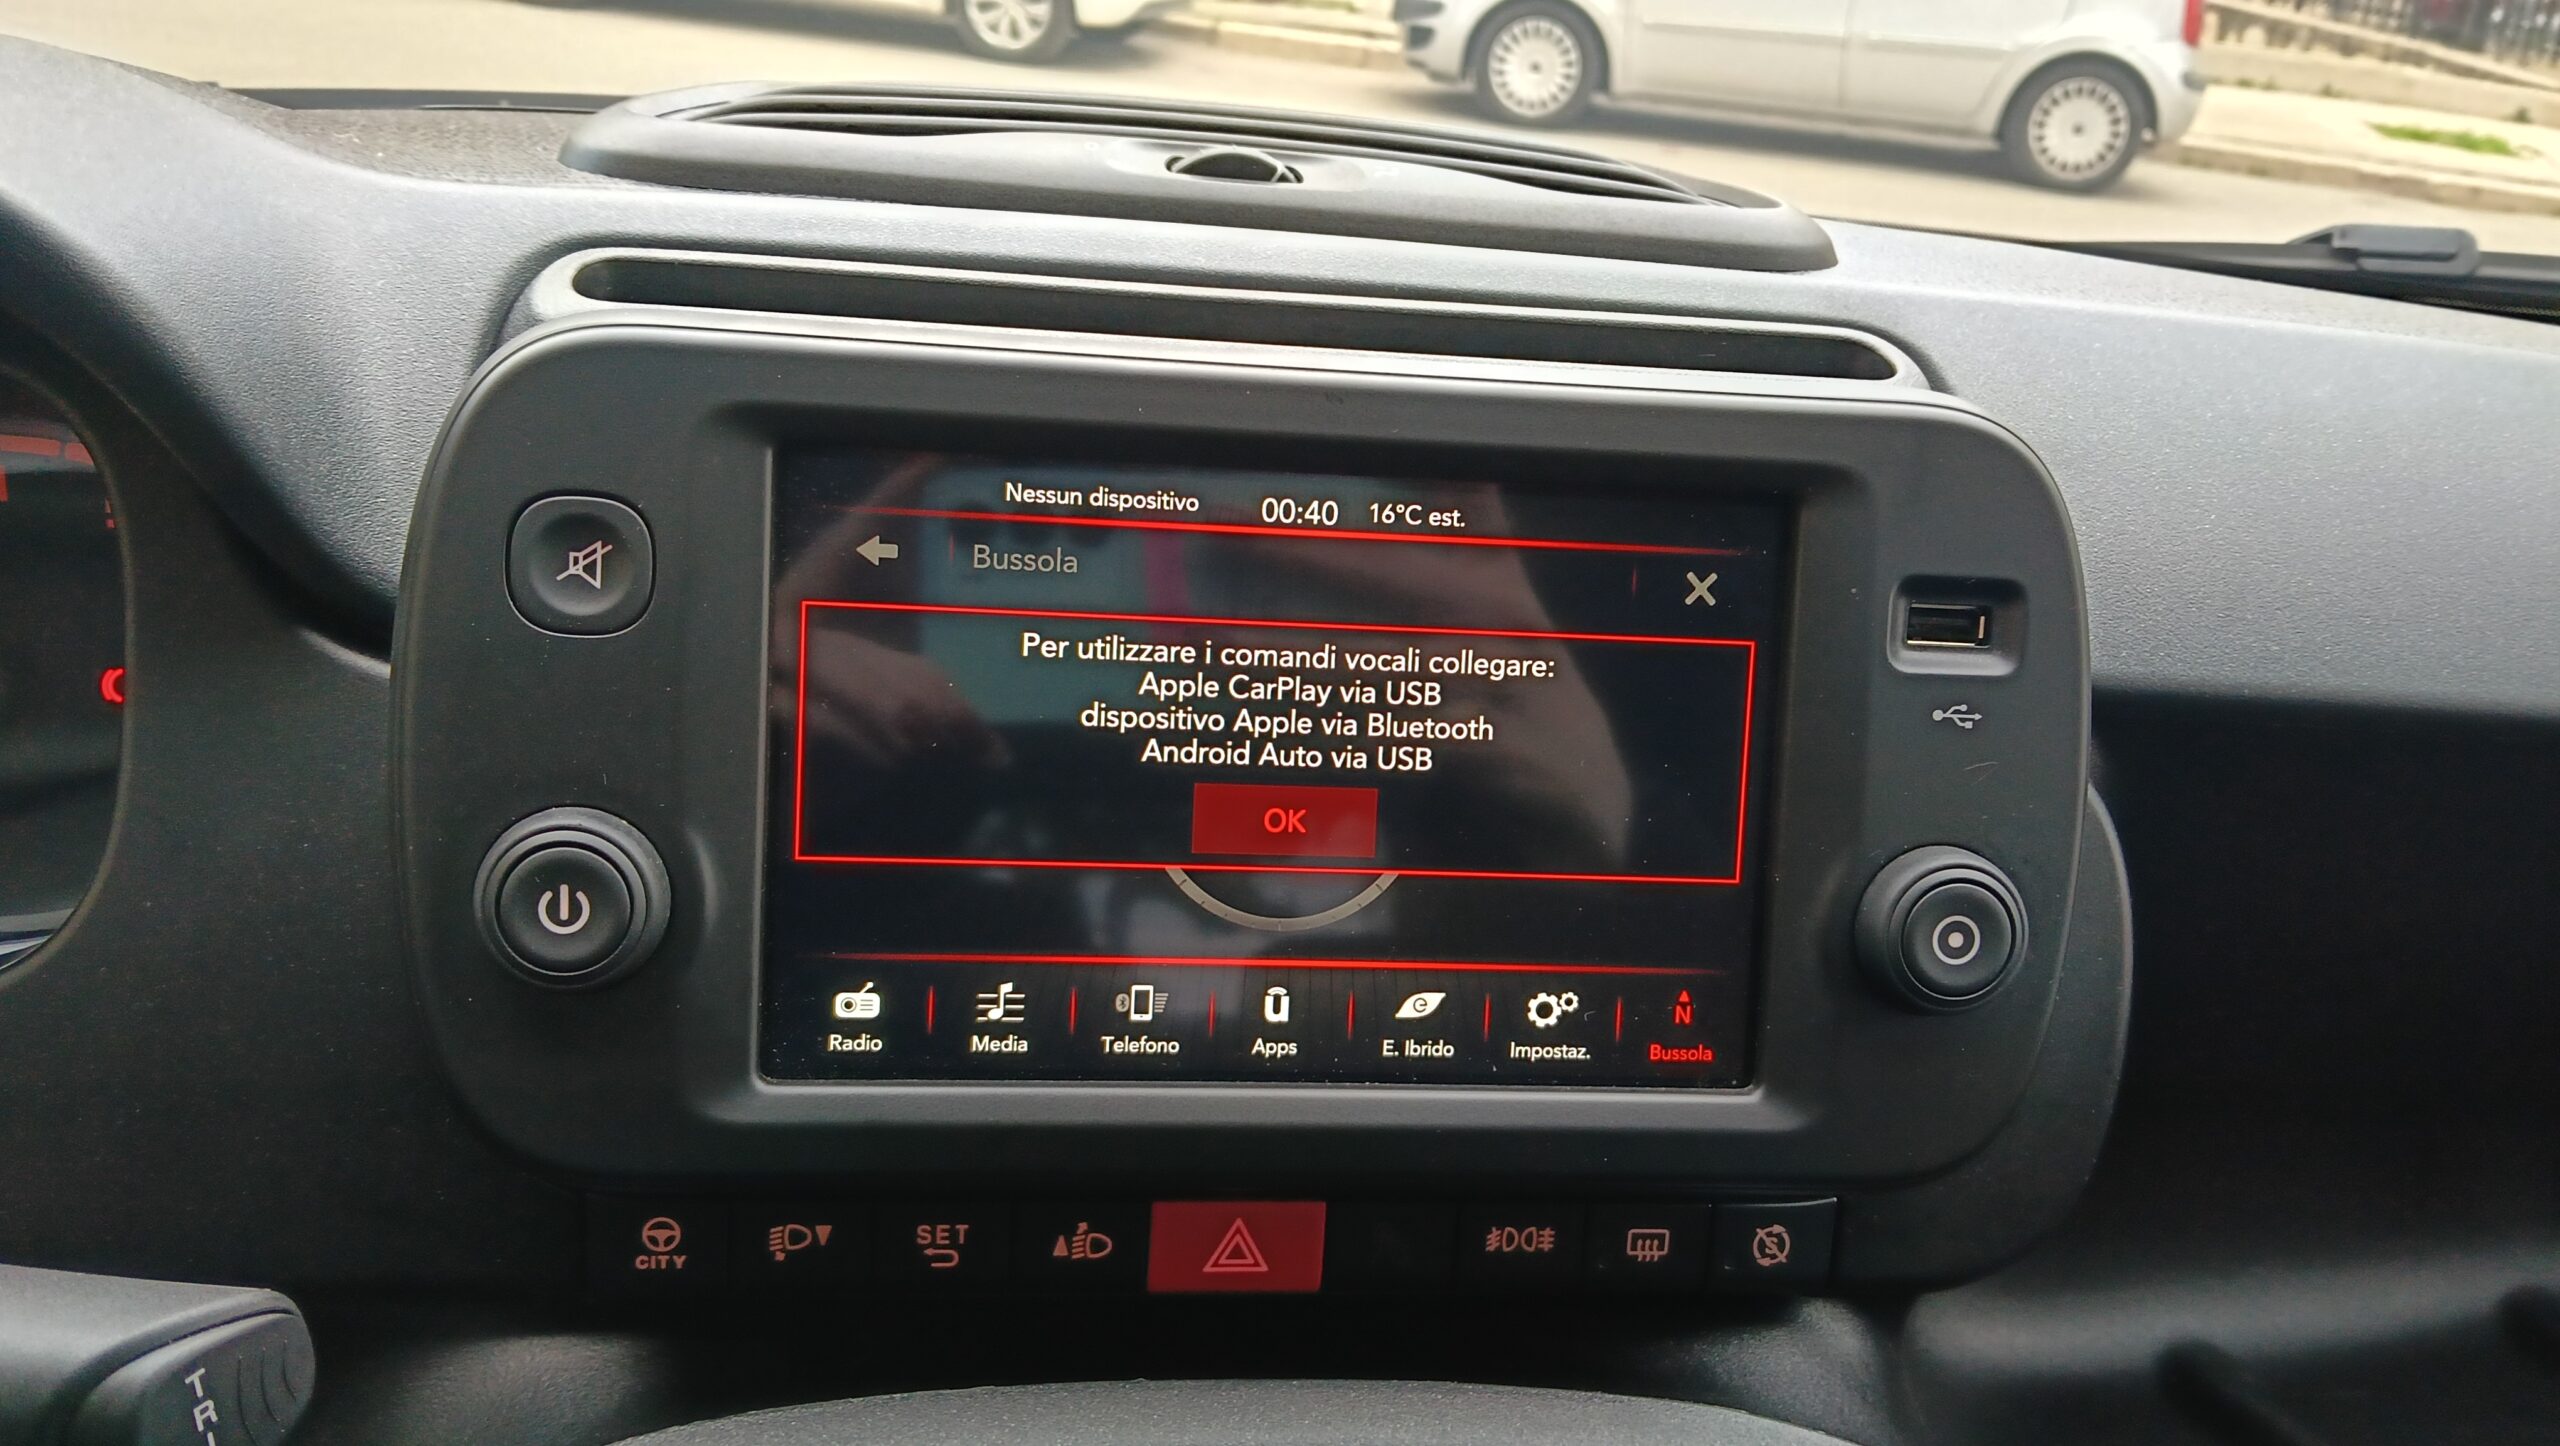 Nessun dispositivo 00:40 16°C est.
Bussola
Per utilizzare i comandi vocali collegare:
Apple CarPlay via USB
dispositivo Apple via Bluetooth
Android Auto via USB
OK
Radio Media Telefono Apps E. Ibrido Impostaz. N Bussola
CITY SET
TRI